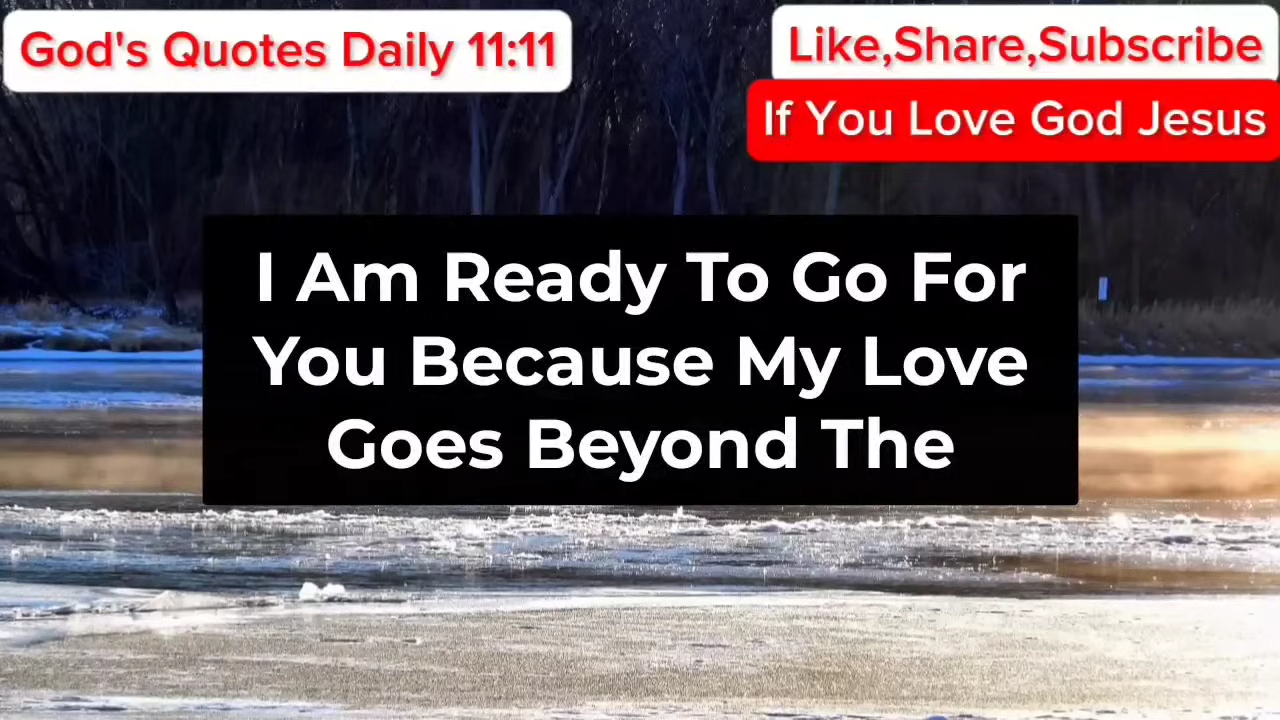 God's Quotes Daily 11:11
Like,Share,Subscribe
If You Love God Jesus
I Am Ready To Go For
You Because My Love
Goes Beyond The